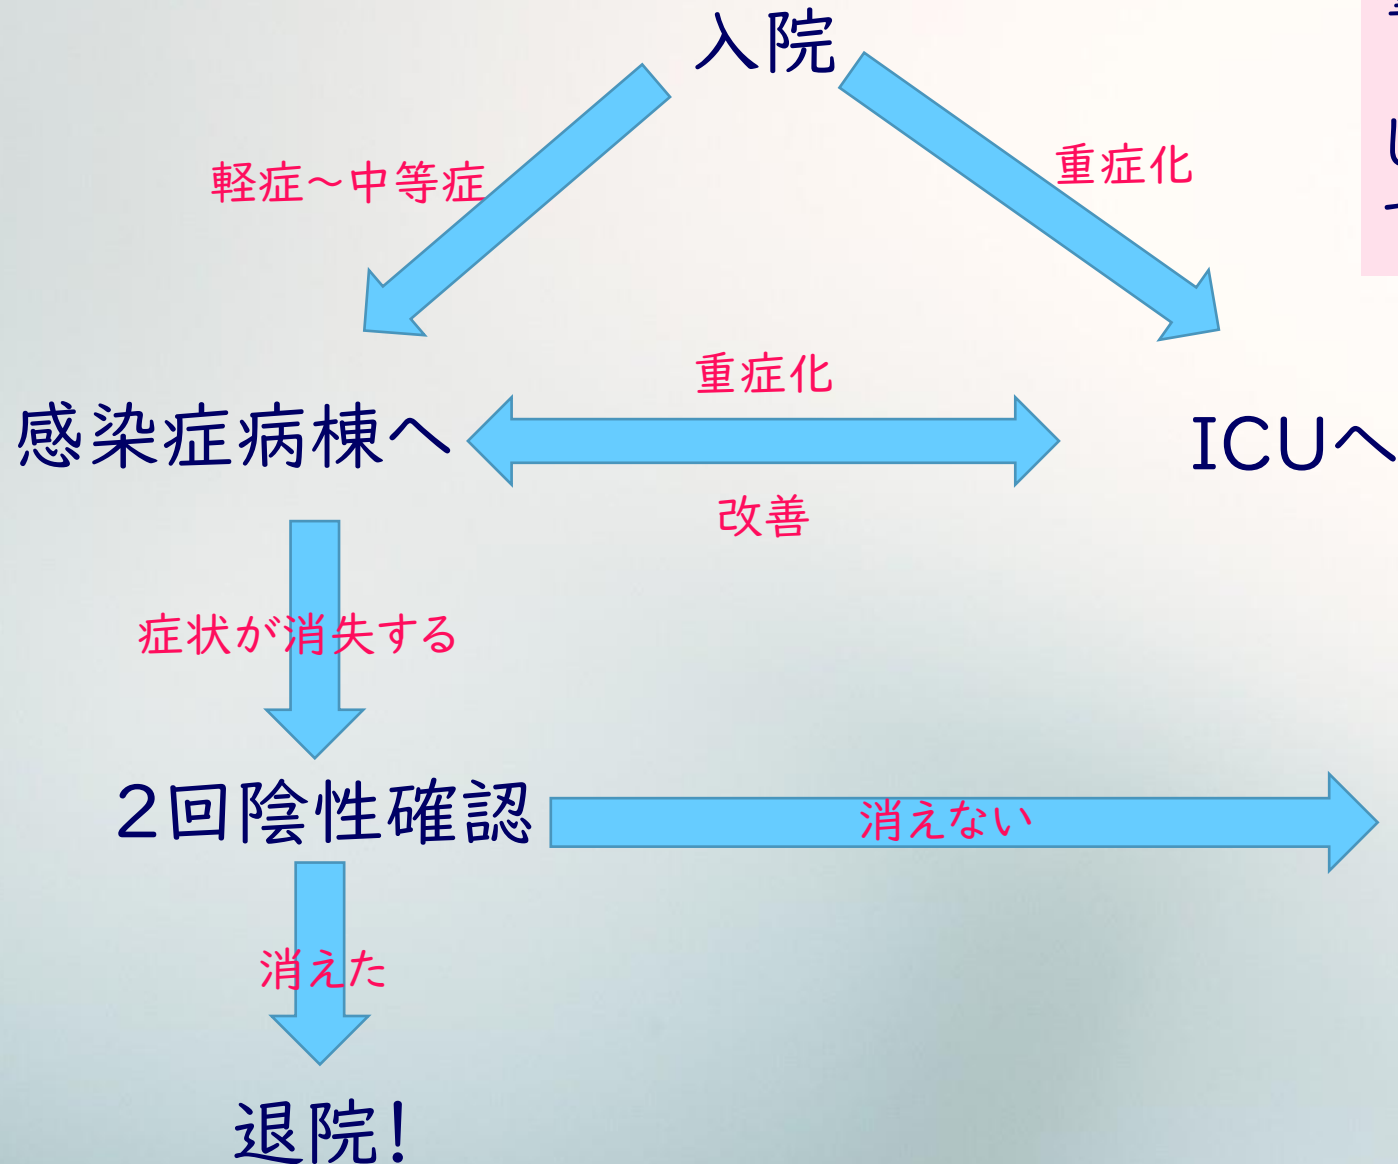 入院
軽症～中等症
重症化
感染症病棟へ
重症化
改善
ICUへ
症状が消失する
2回陰性確認
消えない
消えた
退院!